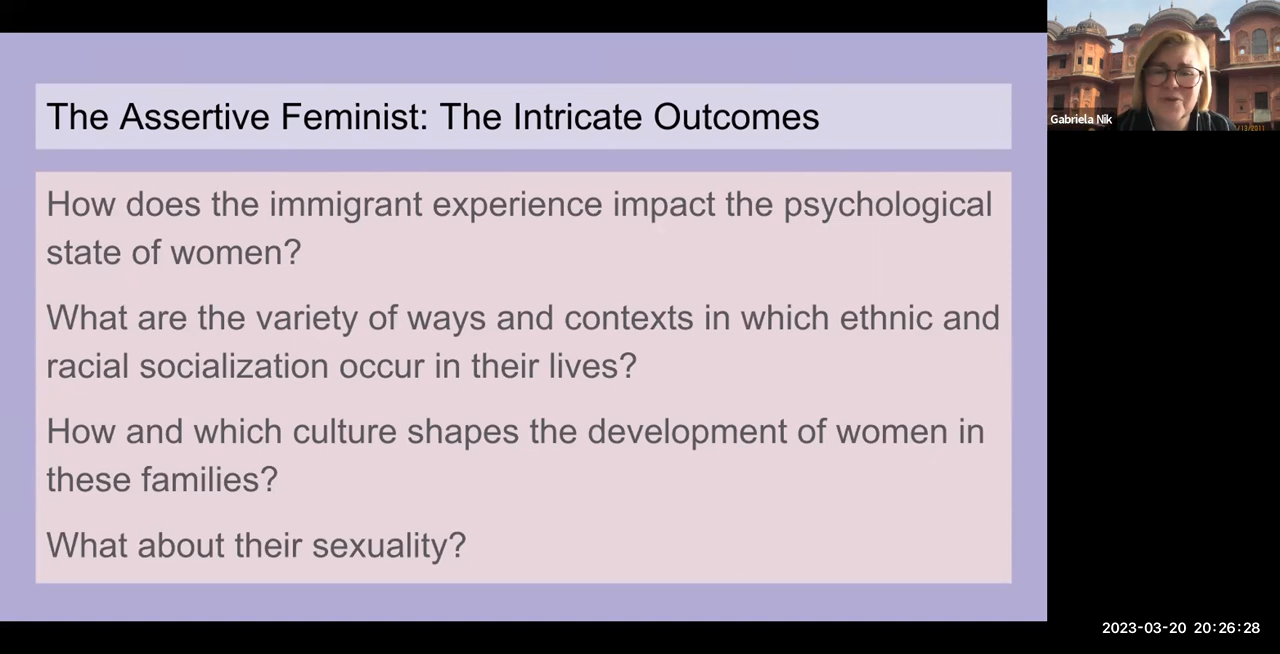 The Assertive Feminist: The Intricate Outcomes
How does the immigrant experience impact the psychological
state of women?
What are the variety of ways and contexts in which ethnic and
racial socialization occur in their lives?
How and which culture shapes the development of women in
these families?
What about their sexuality?
Gabriela Nik
/13/2011
2023-03-20 20:26:28